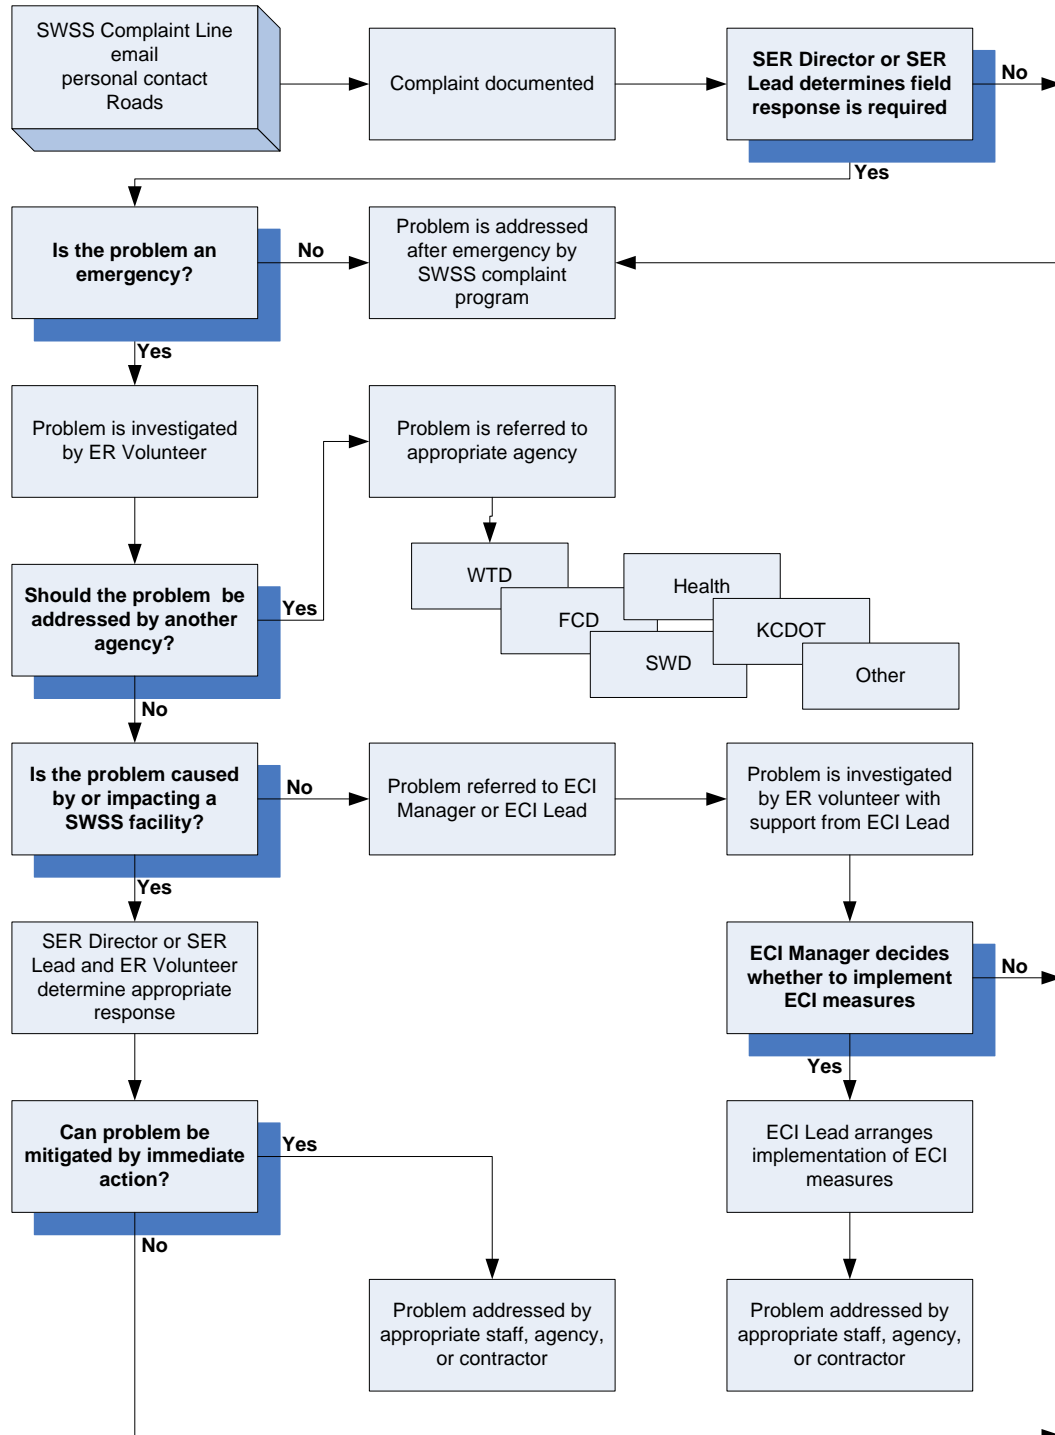 SWSS Complaint Line
email
personal contact
Roads
Complaint documented
SER Director or SER
Lead determines field
response is required
No
Yes
Is the problem an
emergency?
No
Problem is addressed
after emergency by
SWSS complaint
program
Yes
Problem is investigated
by ER Volunteer
Problem is referred to
appropriate agency
WTD
Health
FCD
KCDOT
SWD
Other
Should the problem be
addressed by another
agency?
Yes
No
Is the problem caused
by or impacting a
SWSS facility?
No
Problem referred to ECI
Manager or ECI Lead
Problem is investigated
by ER volunteer with
support from ECI Lead
Yes
SER Director or SER
Lead and ER Volunteer
determine appropriate
response
ECI Manager decides
whether to implement
ECI measures
No
Yes
Can problem be
mitigated by immediate
action?
Yes
No
ECI Lead arranges
implementation of ECI
measures
Problem addressed by
appropriate staff, agency,
or contractor
Problem addressed by
appropriate staff, agency,
or contractor